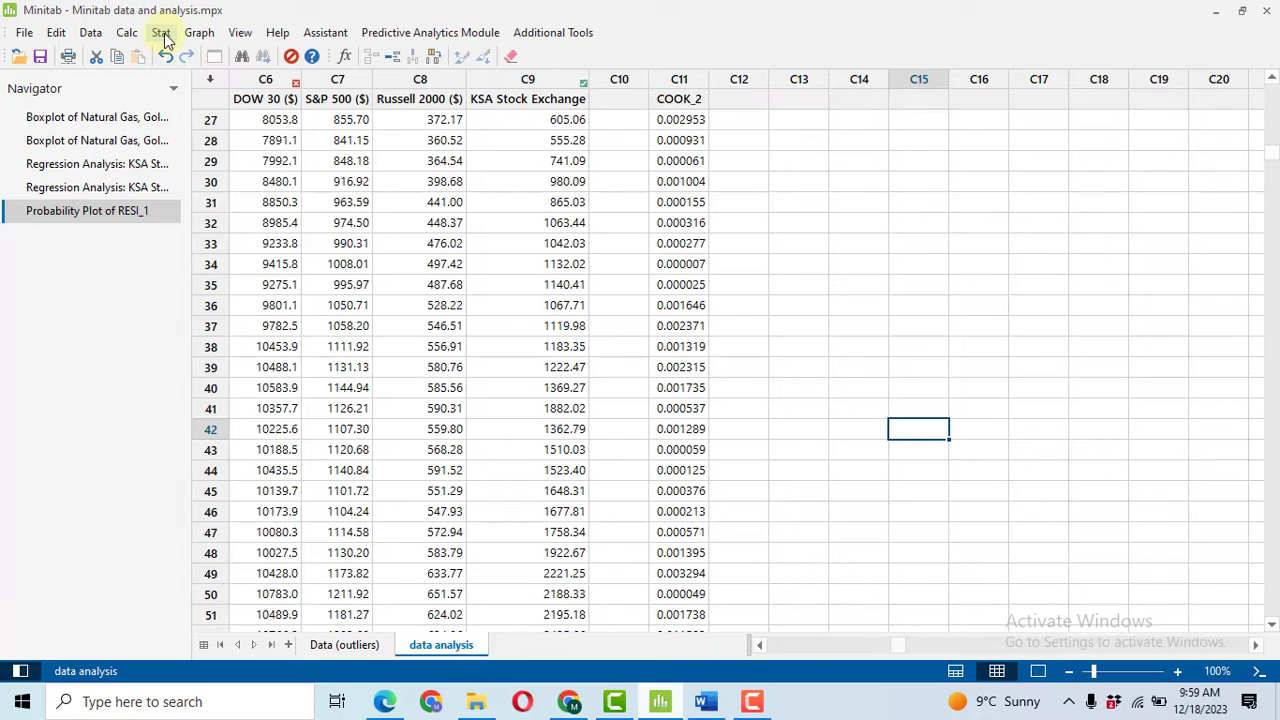 Minitab - Minitab data and analysis.mpx
File Edit Data Calc Stat Graph View Help Assistant Predictive Analytics Module Additional Tools
Navigator
Boxplot of Natural Gas, Gol...
Boxplot of Natural Gas, Gol...
Regression Analysis: KSA St...
Regression Analysis: KSA St...
Probability Plot of RESI_1
C6 C7 C8 C9 C10 C11 C12 C13 C14 C15 C16 C17 C18 C19 C20
DOW 30 ($) S&P 500 ($) Russell 2000 ($) KSA Stock Exchange COOK_2
27 8053.8 855.70 372.17 605.06 0.002953
28 7891.1 841.15 360.52 555.28 0.000931
29 7992.1 848.18 364.54 741.09 0.000061
30 8480.1 916.92 398.68 980.09 0.001004
31 8850.3 963.59 441.00 865.03 0.000155
32 8985.4 974.50 448.37 1063.44 0.000316
33 9233.8 990.31 476.02 1042.03 0.000277
34 9415.8 1008.01 497.42 1132.02 0.000007
35 9275.1 995.97 487.68 1140.41 0.000025
36 9801.1 1050.71 528.22 1067.71 0.001646
37 9782.5 1058.20 546.51 1119.98 0.002371
38 10453.9 1111.92 556.91 1183.35 0.001319
39 10488.1 1131.13 580.76 1222.47 0.002315
40 10583.9 1144.94 585.56 1369.27 0.001735
41 10357.7 1126.21 590.31 1882.02 0.000537
42 10225.6 1107.30 559.80 1362.79 0.001289
43 10188.5 1120.68 568.28 1510.03 0.000059
44 10435.5 1140.84 591.52 1523.40 0.000125
45 10139.7 1101.72 551.29 1648.31 0.000376
46 10173.9 1104.24 547.93 1677.81 0.000213
47 10080.3 1114.58 572.94 1758.34 0.000571
48 10027.5 1130.20 583.79 1922.67 0.001395
49 10428.0 1173.82 633.77 2221.25 0.003294
50 10783.0 1211.92 651.57 2188.33 0.000049
51 10489.9 1181.27 624.02 2195.18 0.001738
Activate Windows
Go to Settings to activate Windows.
Data (outliers) data analysis
data analysis 100%
Type here to search 9°C Sunny 9:59 AM
12/18/2023